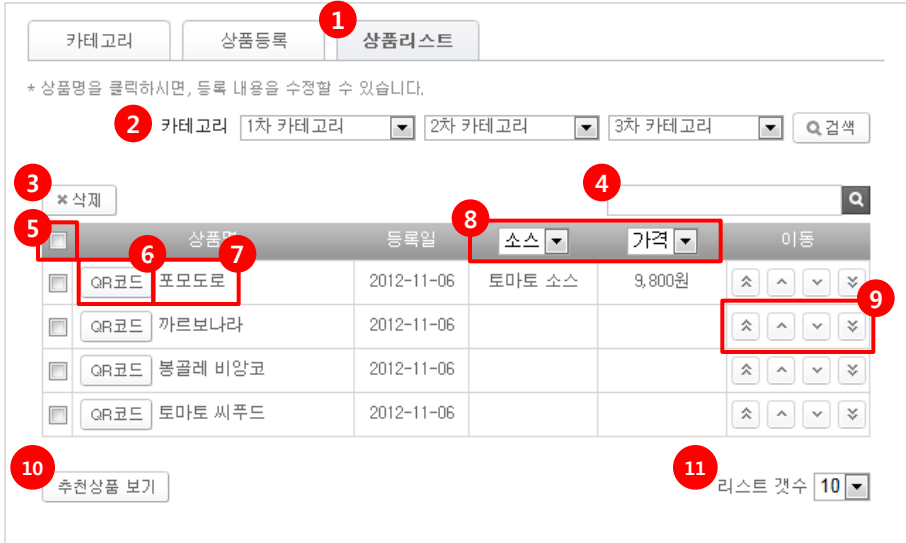 1
카테고리 상품등록 상품리스트
* 상품명을 클릭하시면, 등록 내용을 수정할 수 있습니다.
2 카테고리 1차 카테고리 2차 카테고리 3차 카테고리 검색
3 4
삭제
5 6 7 8
상품명 등록일 소스 가격 이동
QR코드 포모도로 2012-11-06 토마토 소스 9,800원
9
QR코드 까르보나라 2012-11-06
QR코드 봉골레 비앙코 2012-11-06
QR코드 토마토 씨푸드 2012-11-06
10 11
추천상품 보기 리스트 갯수 10